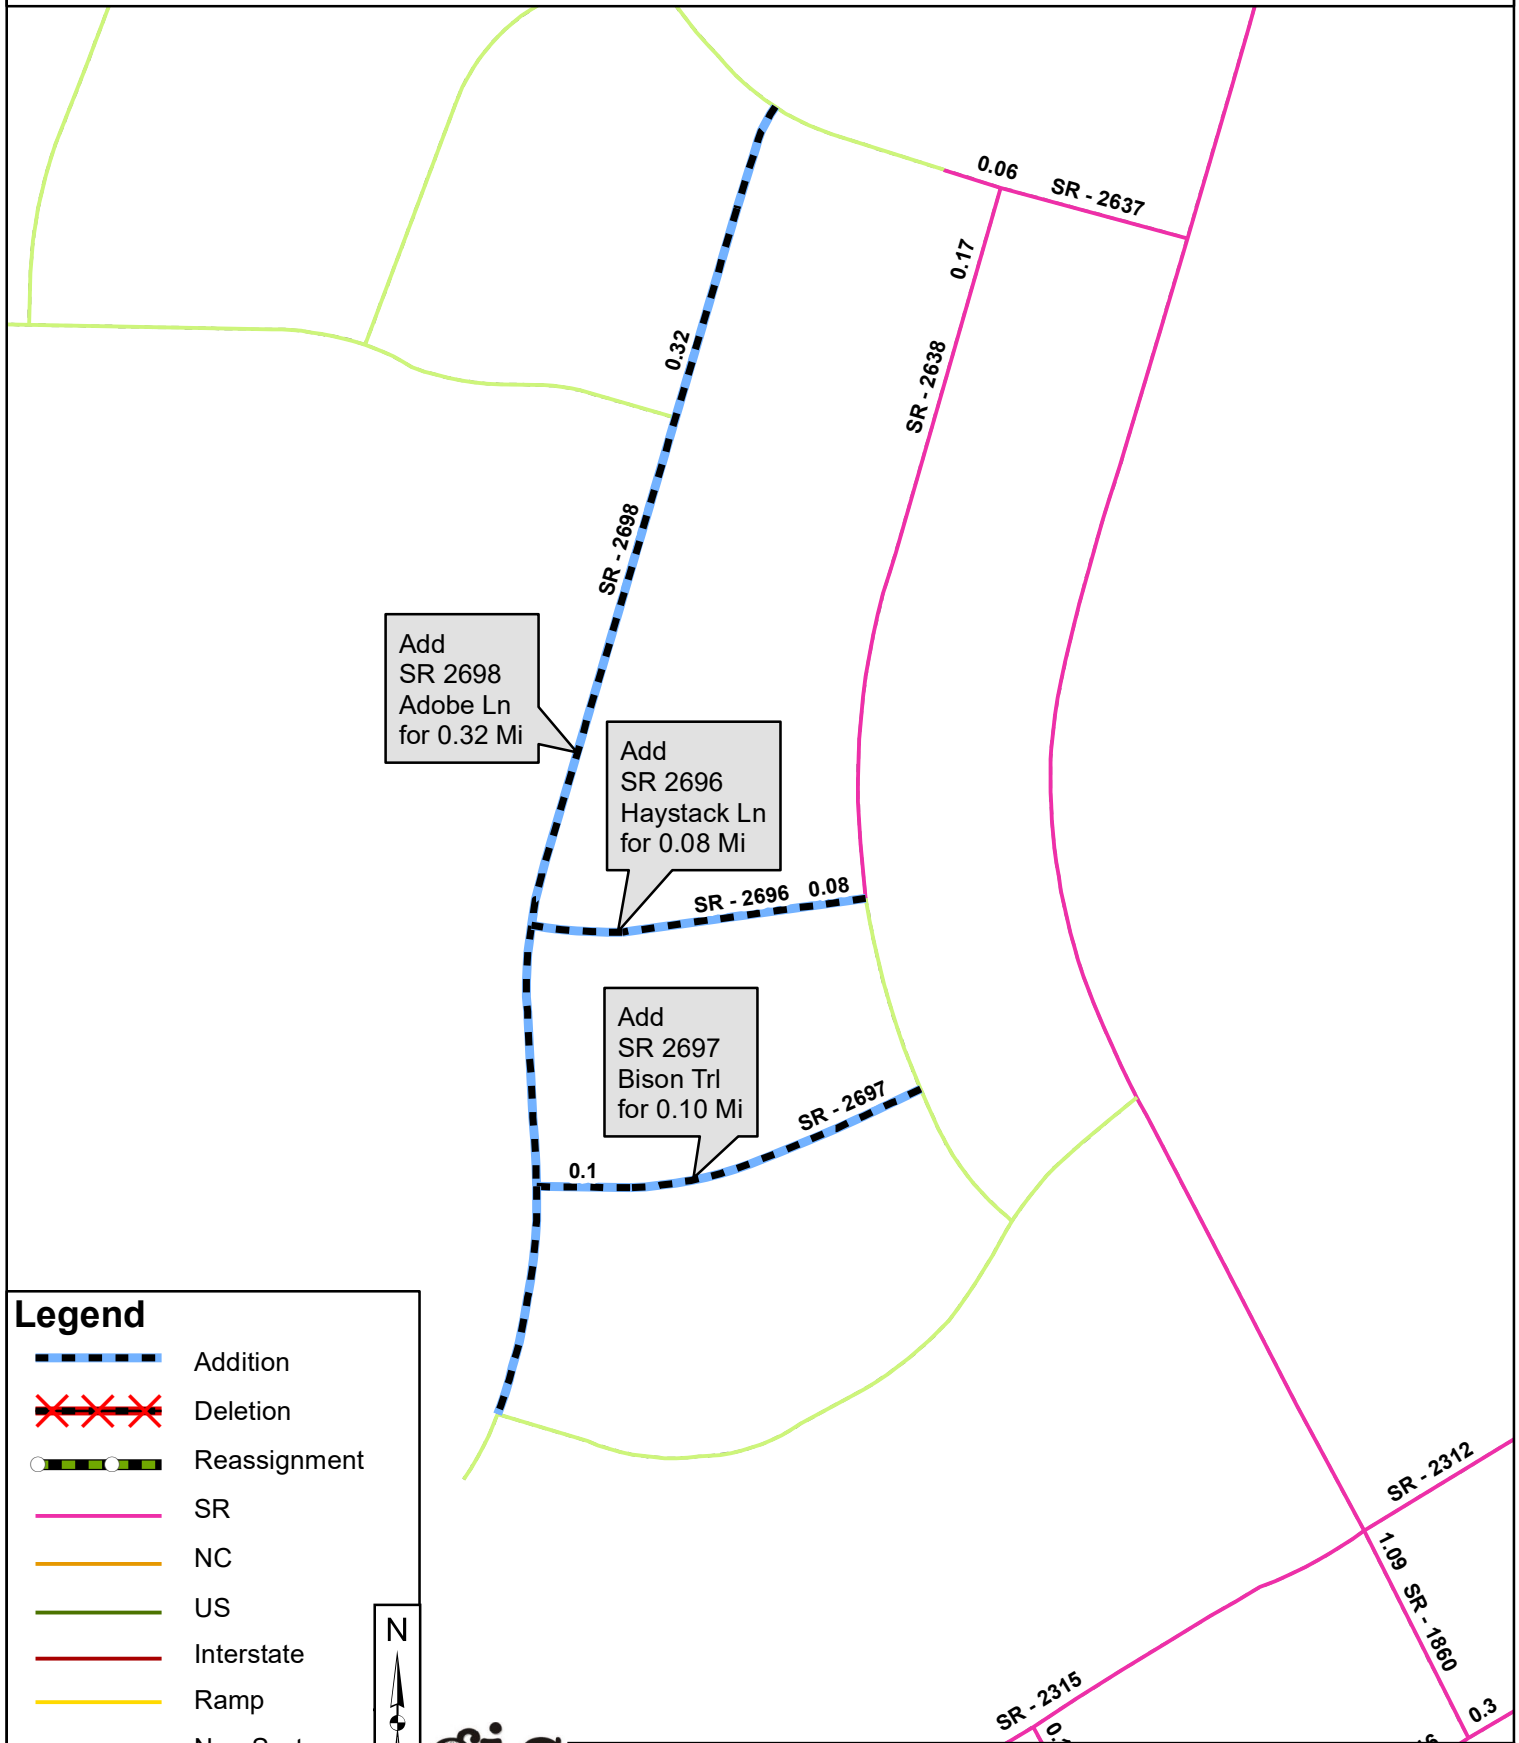 0.06 SR - 2637
0.17
SR - 2638
0.32
SR - 2698
Add
SR 2698
Adobe Ln
for 0.32 Mi
Add
SR 2696
Haystack Ln
for 0.08 Mi
SR - 2696 0.08
Add
SR 2697
Bison Trl
for 0.10 Mi
SR - 2697
0.1
Legend
Addition
Deletion
Reassignment
SR
NC
US
Interstate
Ramp
N
SR - 2312
1.09 SR - 1860
SR - 2315
0.3